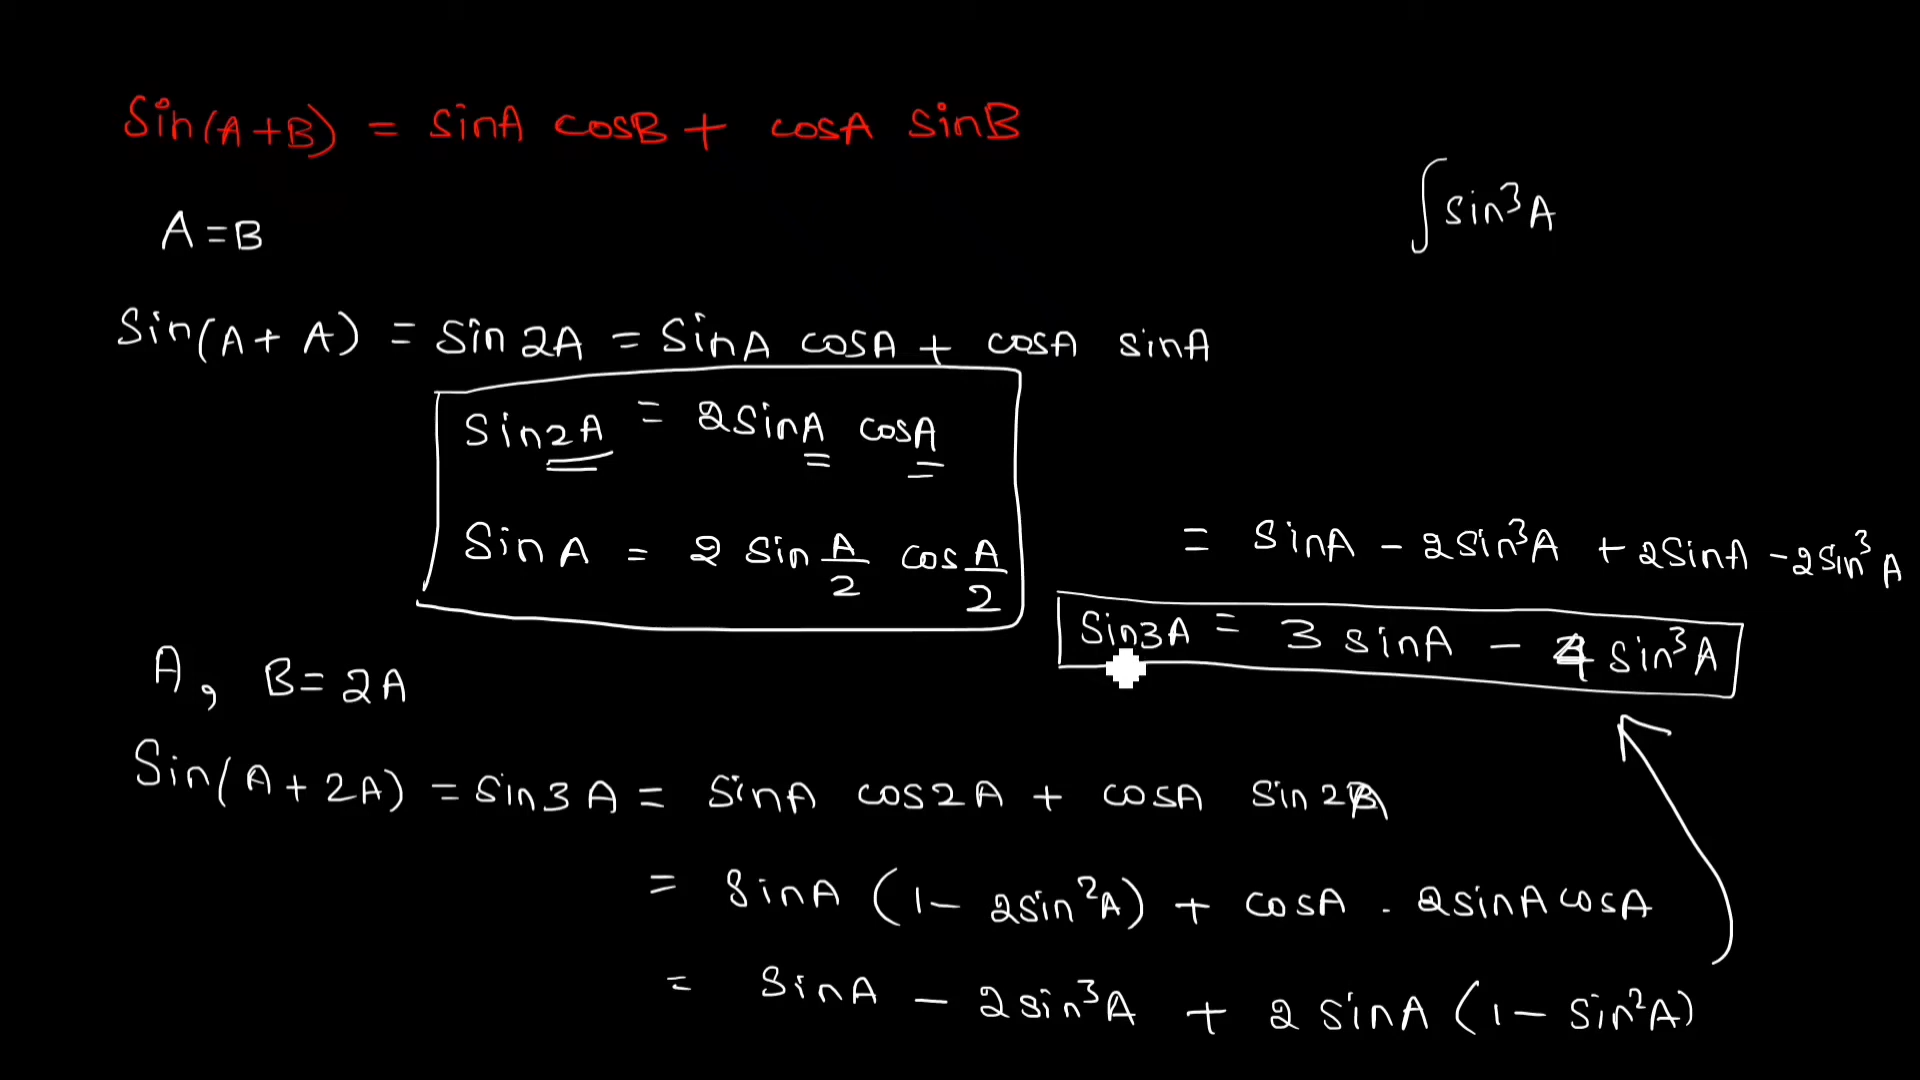 Sin(A+B) = sinA cosB + cosA sinB
∫sin³A
A=B
Sin(A+A) = Sin2A = SinA cosA + cosA sinA
Sin2A = 2SinA cosA
SinA = 2 Sin A/2 cos A/2
= SinA - 2sin³A + 2SinA - 2Sin³A
Sin3A = 3 sinA - 4 sin³A
A, B=2A
Sin(A+2A) = Sin3A = SinA cos2A + cosA Sin2A
= SinA (1 - 2Sin²A) + cosA . 2sinA cosA
= SinA - 2sin³A + 2 SinA (1 - Sin²A)